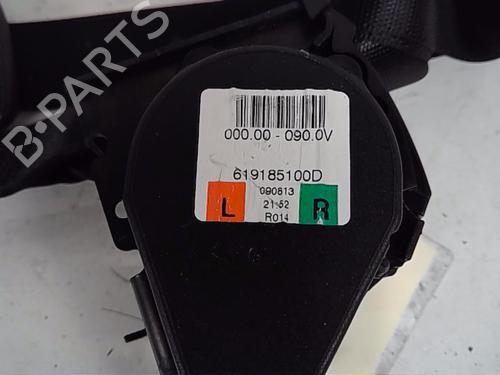 B-PARTS
000.00 - 090.0V
619185100D
090813
L 21:52 R
R014